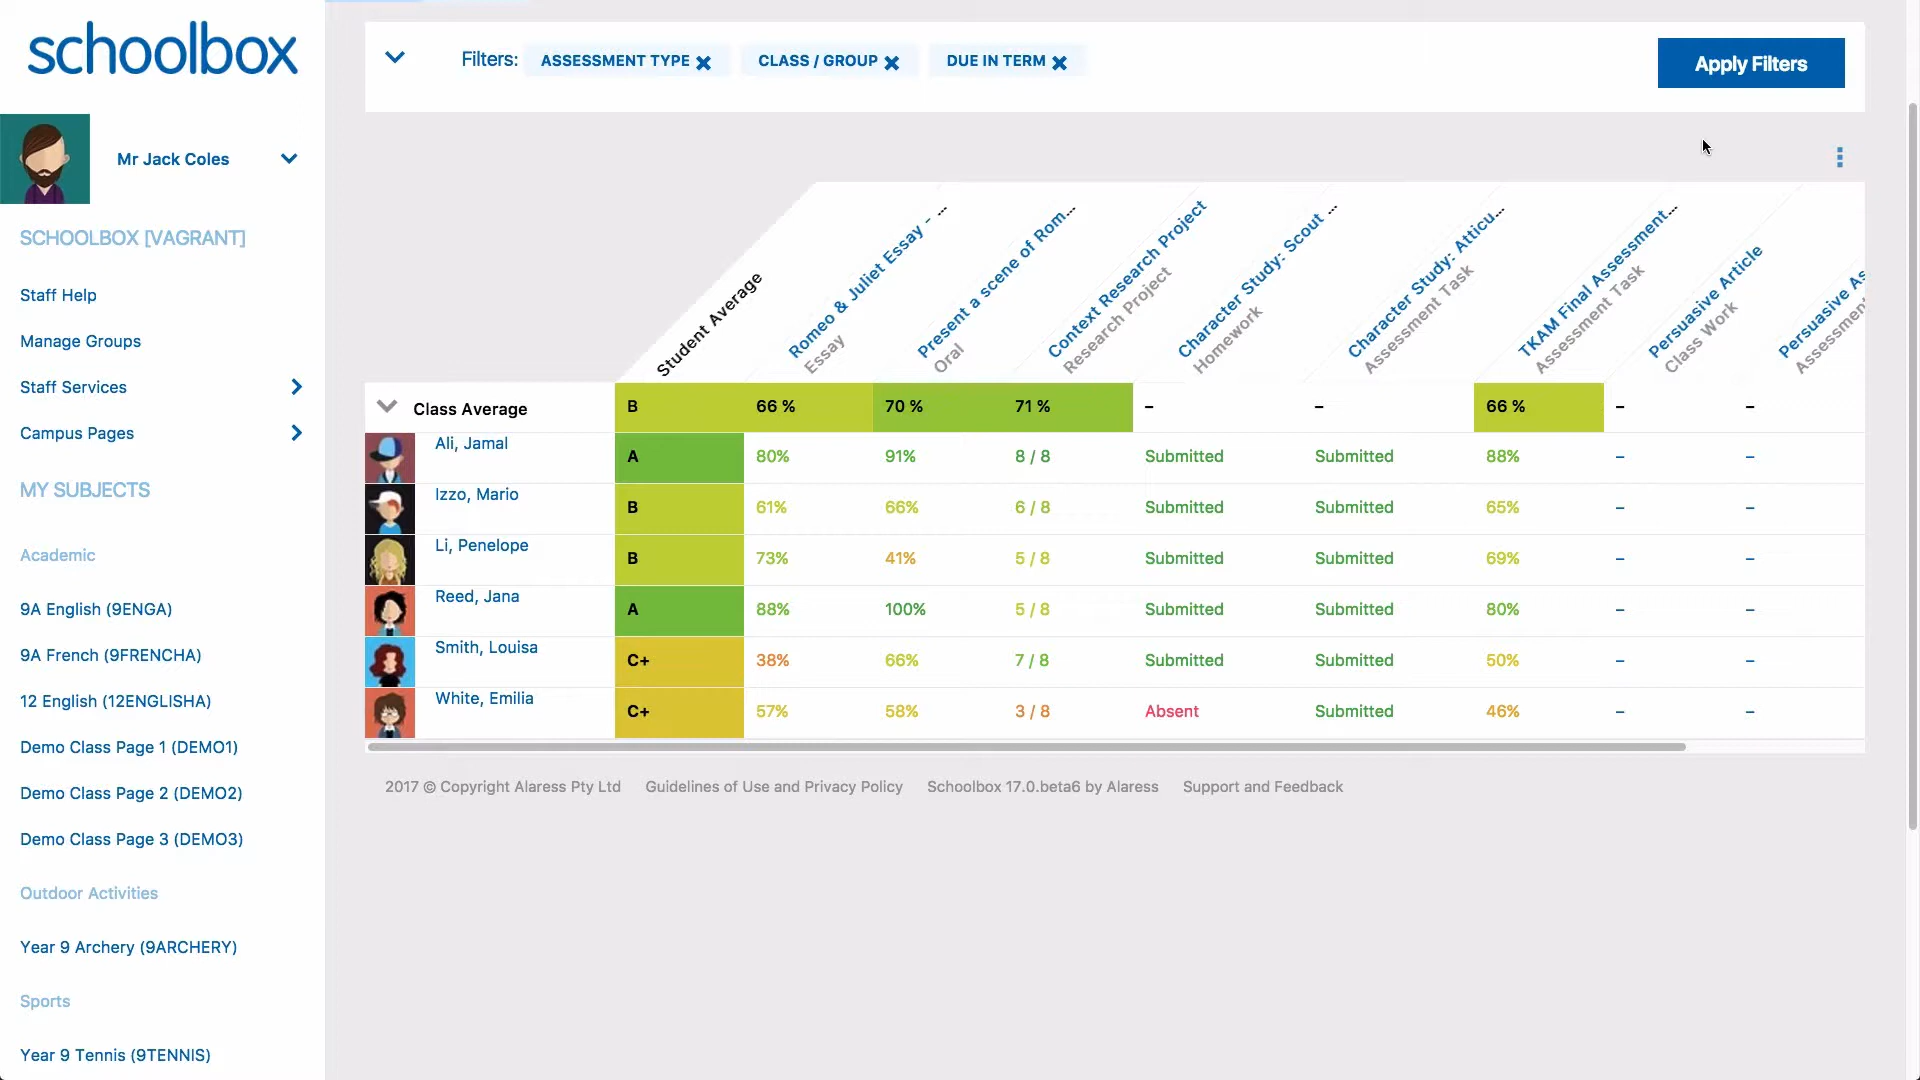 schoolbox
Mr Jack Coles
SCHOOLBOX [VAGRANT]
Staff Help
Manage Groups
Staff Services
Campus Pages
MY SUBJECTS
Academic
9A English (9ENGA)
9A French (9FRENCHA)
12 English (12ENGLISHA)
Demo Class Page 1 (DEMO1)
Demo Class Page 2 (DEMO2)
Demo Class Page 3 (DEMO3)
Outdoor Activities
Year 9 Archery (9ARCHERY)
Sports
Year 9 Tennis (9TENNIS)
Filters: ASSESSMENT TYPE CLASS / GROUP DUE IN TERM Apply Filters
Student Average
Romeo & Juliet Essay - ...
Essay
Present a scene of Rom...
Oral
Context Research Project
Research Project
Character Study: Scout ...
Homework
Character Study: Atticu...
Assessment Task
TKAM Final Assessment...
Assessment Task
Persuasive Article
Class Work
Persuasive As
Assessment
Class Average B 66 % 70 % 71 % – – 66 % – –
Ali, Jamal A 80% 91% 8 / 8 Submitted Submitted 88% – –
Izzo, Mario B 61% 66% 6 / 8 Submitted Submitted 65% – –
Li, Penelope B 73% 41% 5 / 8 Submitted Submitted 69% – –
Reed, Jana A 88% 100% 5 / 8 Submitted Submitted 80% – –
Smith, Louisa C+ 38% 66% 7 / 8 Submitted Submitted 50% – –
White, Emilia C+ 57% 58% 3 / 8 Absent Submitted 46% – –
2017 © Copyright Alaress Pty Ltd Guidelines of Use and Privacy Policy Schoolbox 17.0.beta6 by Alaress Support and Feedback